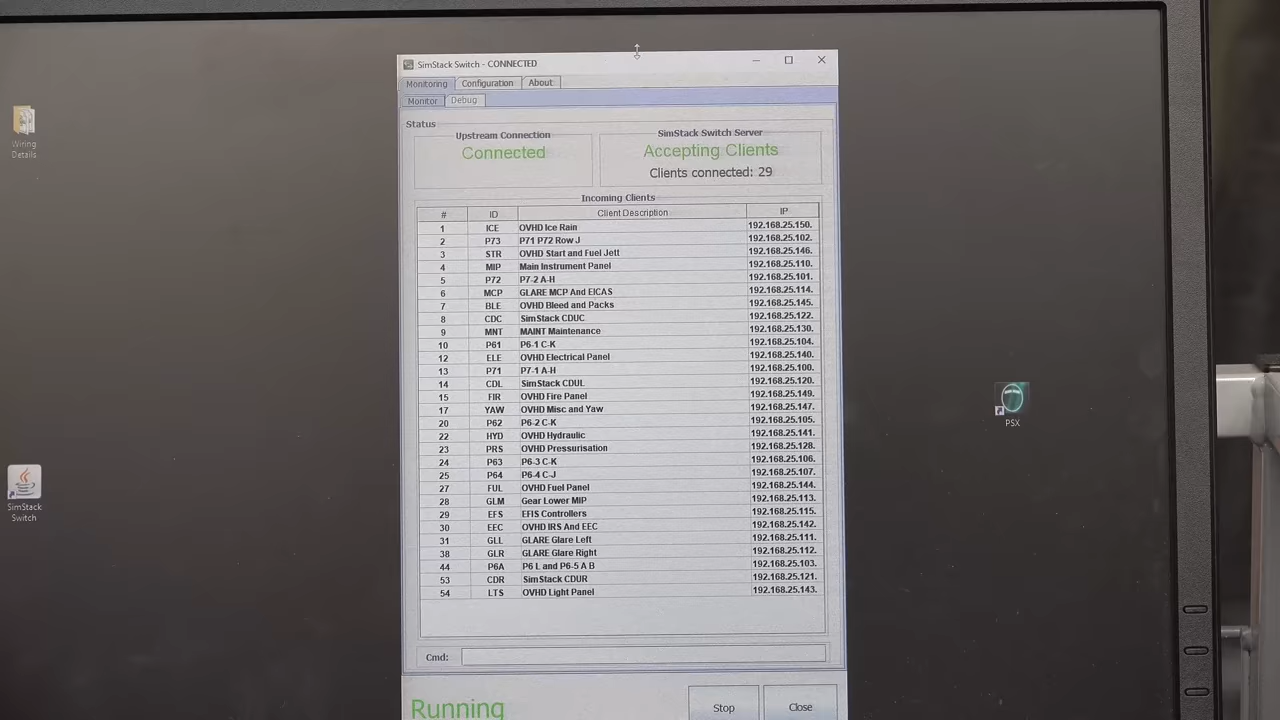 SimStack Switch - CONNECTED
Monitoring Configuration About
Monitor Debug
Status
Upstream Connection
Connected
SimStack Switch Server
Accepting Clients
Clients connected: 29
Incoming Clients
# ID Client Description IP
1 ICE OVHD Ice Rain 192.168.25.150.
2 P73 P71 P72 Row J 192.168.25.102.
3 STR OVHD Start and Fuel Jett 192.168.25.146.
4 MIP Main Instrument Panel 192.168.25.110.
5 P72 P7-2 A-H 192.168.25.101.
6 MCP GLARE MCP And EICAS 192.168.25.114.
7 BLE OVHD Bleed and Packs 192.168.25.145.
8 CDC SimStack CDUC 192.168.25.122.
9 MNT MAINT Maintenance 192.168.25.130.
10 P61 P6-1 C-K 192.168.25.104.
12 ELE OVHD Electrical Panel 192.168.25.140.
13 P71 P7-1 A-H 192.168.25.100.
14 CDL SimStack CDUL 192.168.25.120.
15 FIR OVHD Fire Panel 192.168.25.149.
17 YAW OVHD Misc and Yaw 192.168.25.147.
20 P62 P6-2 C-K 192.168.25.105.
22 HYD OVHD Hydraulic 192.168.25.141.
23 PRS OVHD Pressurisation 192.168.25.128.
24 P63 P6-3 C-K 192.168.25.106.
25 P64 P6-4 C-J 192.168.25.107.
27 FUL OVHD Fuel Panel 192.168.25.144.
28 GLM Gear Lower MIP 192.168.25.113.
29 EFS EFIS Controllers 192.168.25.115.
30 EEC OVHD IRS And EEC 192.168.25.142.
31 GLL GLARE Glare Left 192.168.25.111.
38 GLR GLARE Glare Right 192.168.25.112.
44 P6A P6 L and P6-5 A B 192.168.25.103.
53 CDR SimStack CDUR 192.168.25.121.
54 LTS OVHD Light Panel 192.168.25.143.
Cmd:
Running
Stop Close
Wiring
Details
SimStack
Switch
PSX